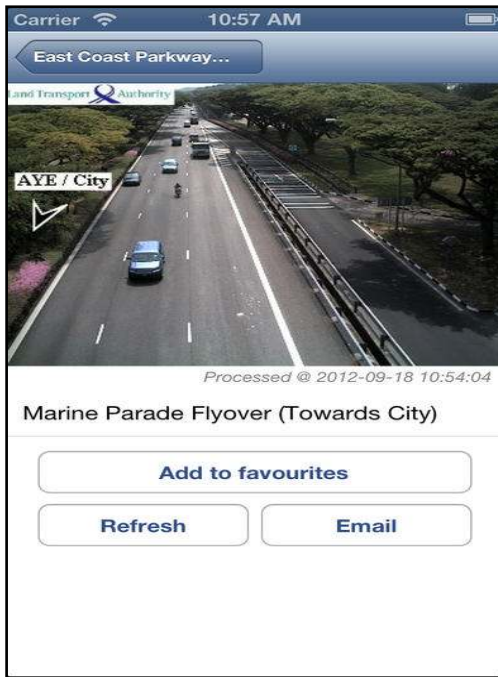 Carrier 10:57 AM
East Coast Parkway...
Land Transport Authority
AYE / City
Processed @ 2012-09-18 10:54:04
Marine Parade Flyover (Towards City)
Add to favourites
Refresh Email